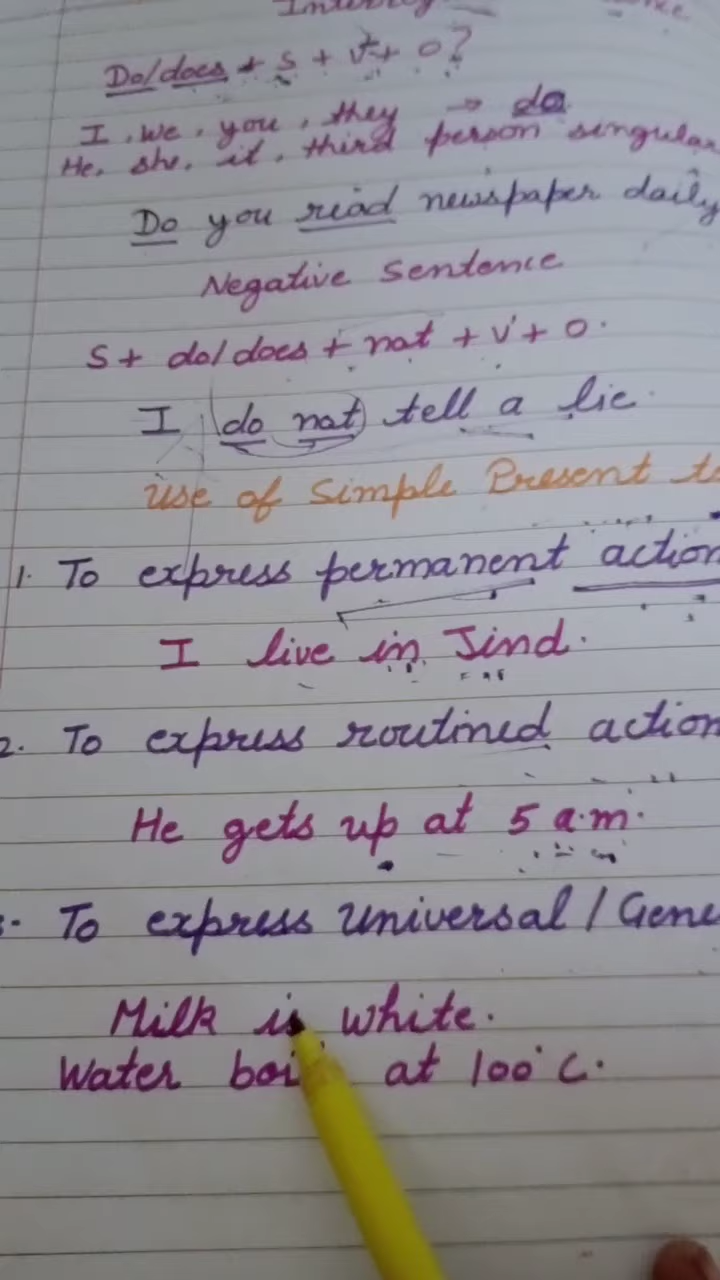 Do/does + S + V¹ + O?
I, we, you, they → do
He, she, it, third person singular
Do you read newspaper daily
Negative Sentence
S + do/does + not + V¹ + O.
I do not tell a lie.
Use of Simple Present
1. To express permanent action
I live in Jind.
2. To express routined action
He gets up at 5 a.m.
To express Universal / Gene
Milk is white.
Water at 100°C.